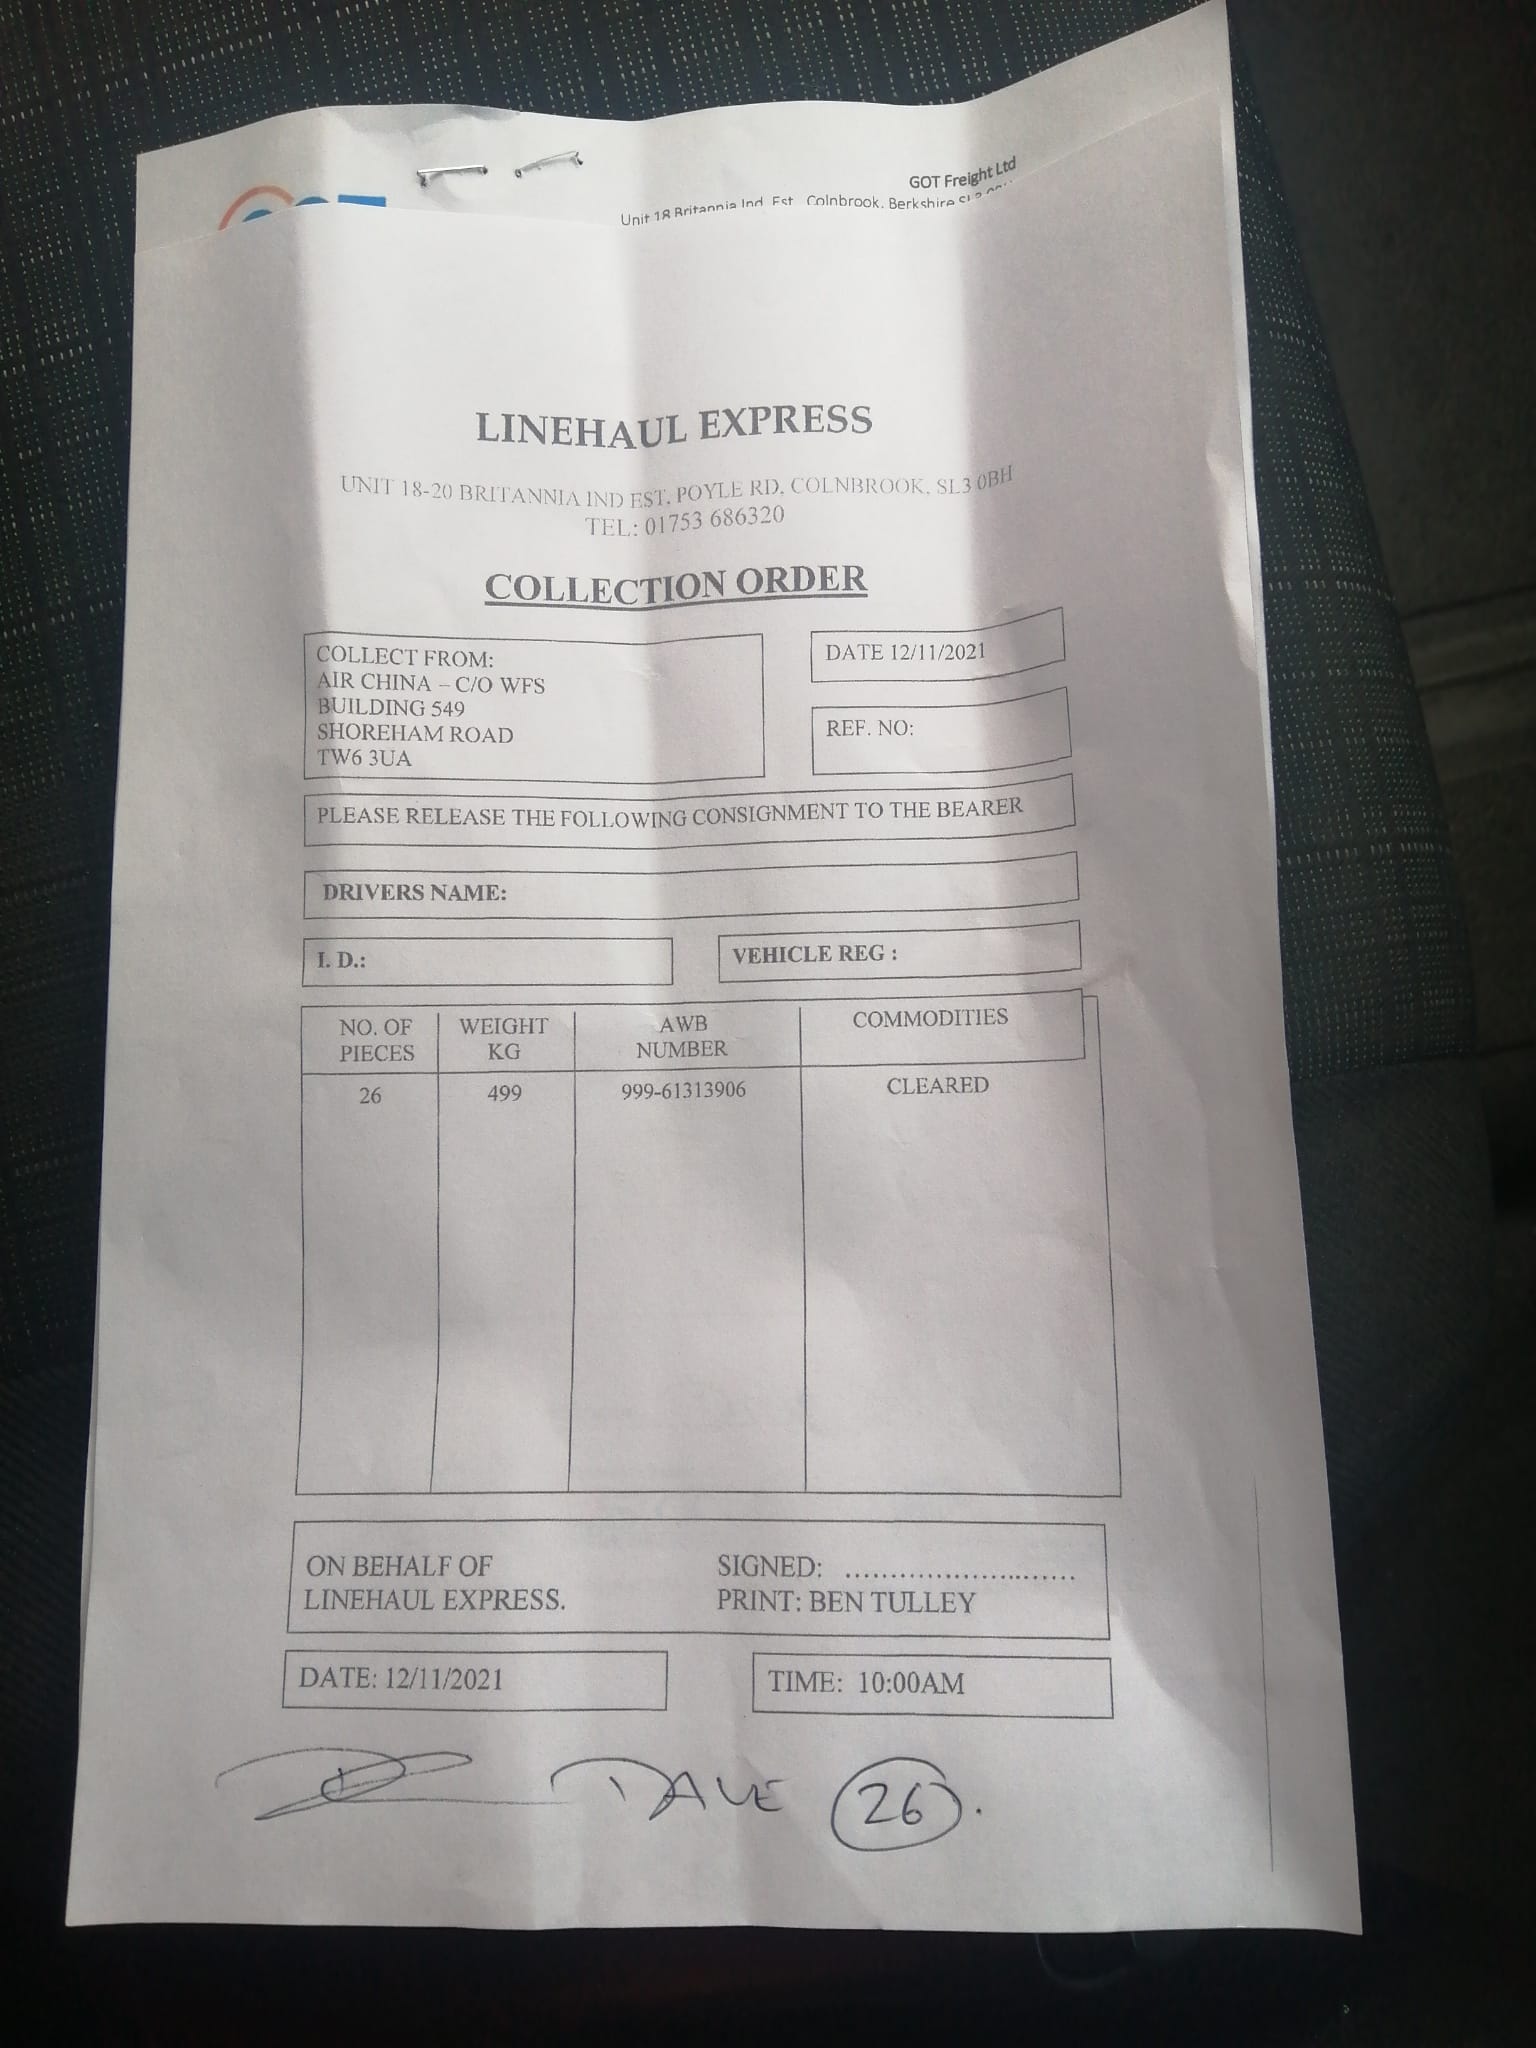 GOT Freight Ltd
Unit 18 Britannia Ind. Est., Colnbrook, Berkshire
LINEHAUL EXPRESS
UNIT 18-20 BRITANNIA IND EST, POYLE RD, COLNBROOK, SL3 0BH
TEL: 01753 686320
COLLECTION ORDER
COLLECT FROM:
AIR CHINA – C/O WFS
BUILDING 549
SHOREHAM ROAD
TW6 3UA
DATE 12/11/2021
REF. NO:
PLEASE RELEASE THE FOLLOWING CONSIGNMENT TO THE BEARER
DRIVERS NAME:
I. D.:
VEHICLE REG :
NO. OF PIECES WEIGHT KG AWB NUMBER COMMODITIES
26 499 999-61313906 CLEARED
ON BEHALF OF
LINEHAUL EXPRESS.
SIGNED: ..........................
PRINT: BEN TULLEY
DATE: 12/11/2021
TIME: 10:00AM
DAVE 26.